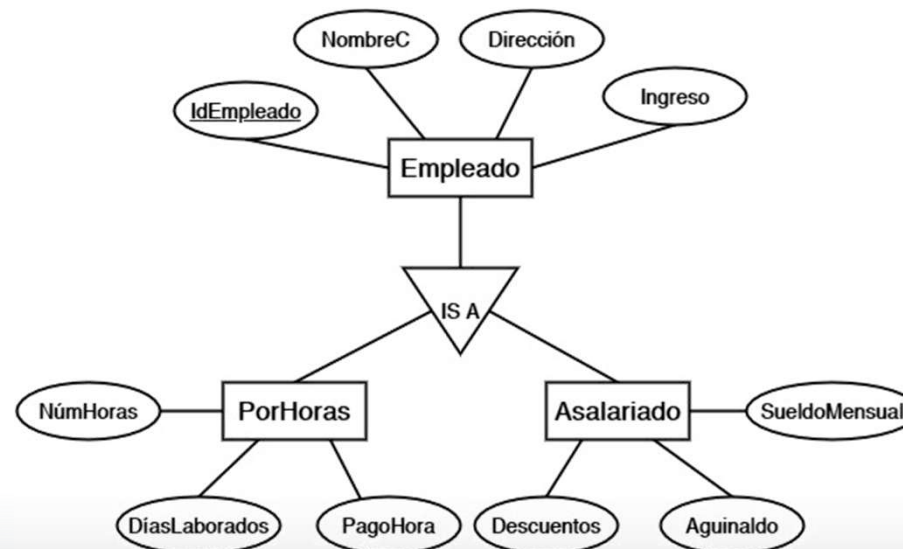 NombreC
Dirección
IdEmpleado
Ingreso
Empleado
IS A
NúmHoras
PorHoras
Asalariado
SueldoMensual
DíasLaborados
PagoHora
Descuentos
Aguinaldo